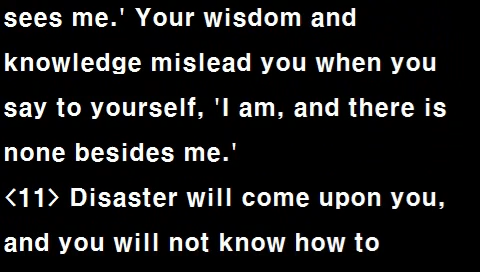 sees me.' Your wisdom and
knowledge mislead you when you
say to yourself, 'I am, and there is
none besides me.'
<11> Disaster will come upon you,
and you will not know how to